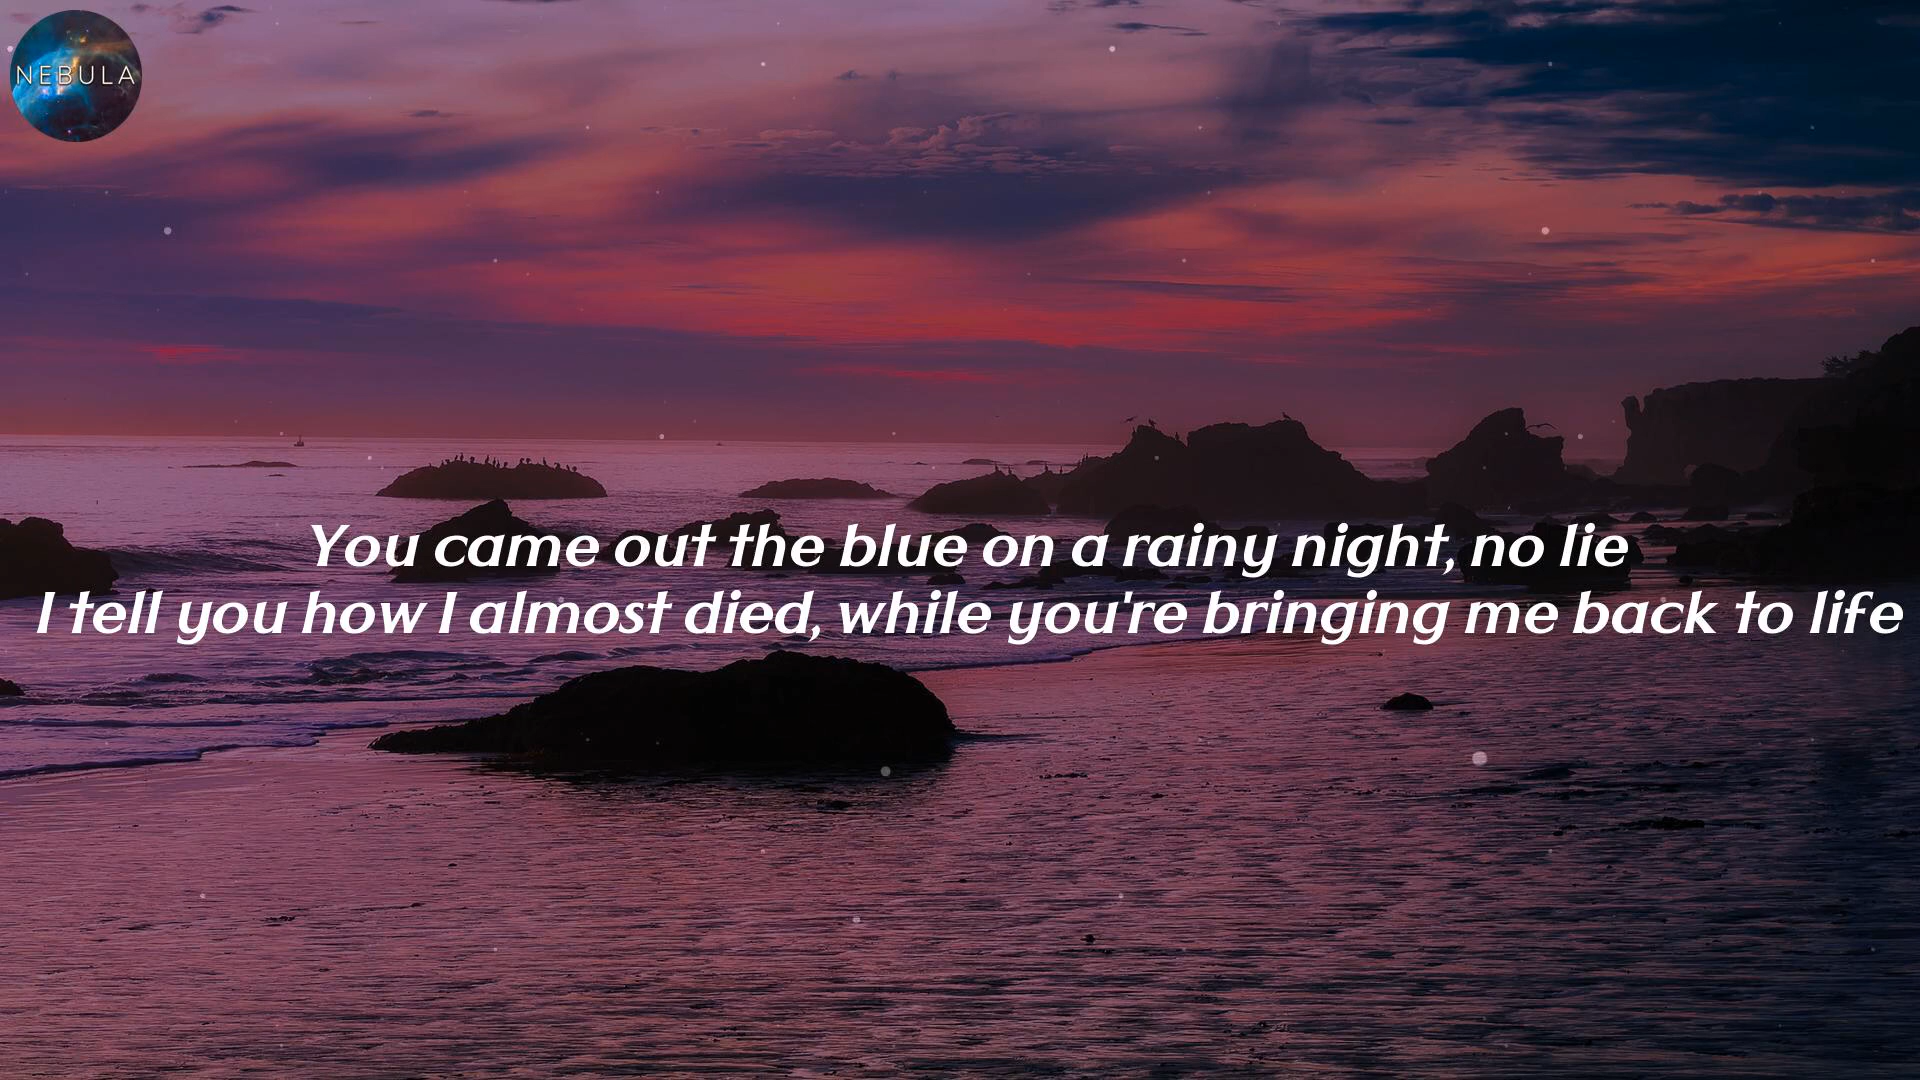 NEBULA
You came out the blue on a rainy night, no lie
I tell you how I almost died, while you're bringing me back to life